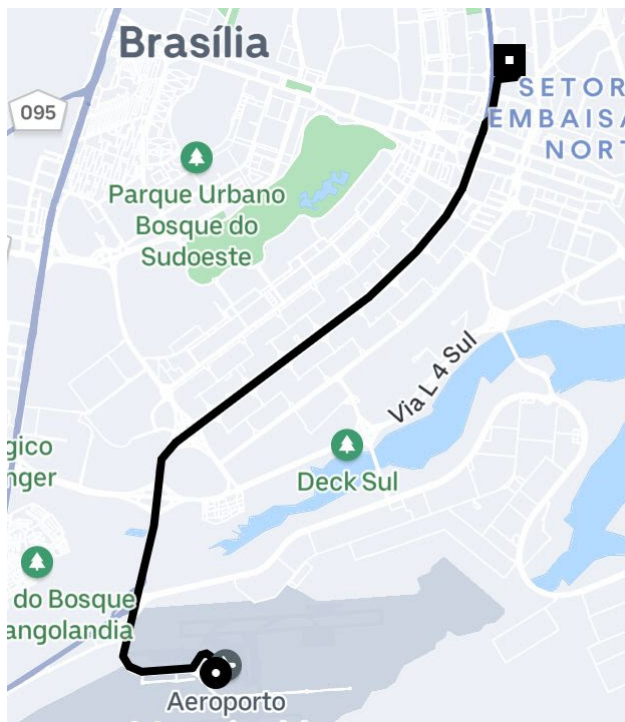 Brasília
095
SETOR
EMBAISA
NORT
Parque Urbano
Bosque do
Sudoeste
Via L 4 Sul
gico
nger
Deck Sul
do Bosque
angolandia
Aeroporto